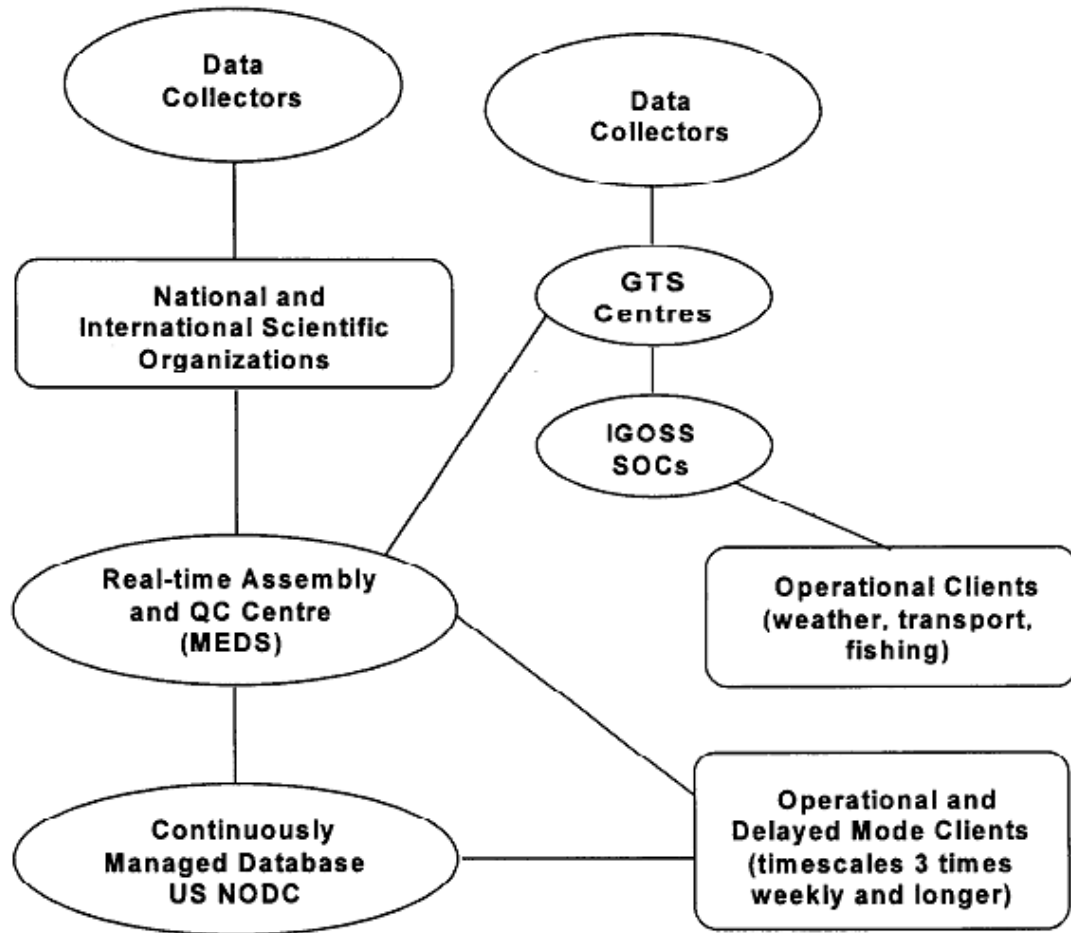 Data
Collectors
Data
Collectors
National and
International Scientific
Organizations
GTS
Centres
IGOSS
SOCs
Real-time Assembly
and QC Centre
(MEDS)
Operational Clients
(weather, transport,
fishing)
Continuously
Managed Database
US NODC
Operational and
Delayed Mode Clients
(timescales 3 times
weekly and longer)